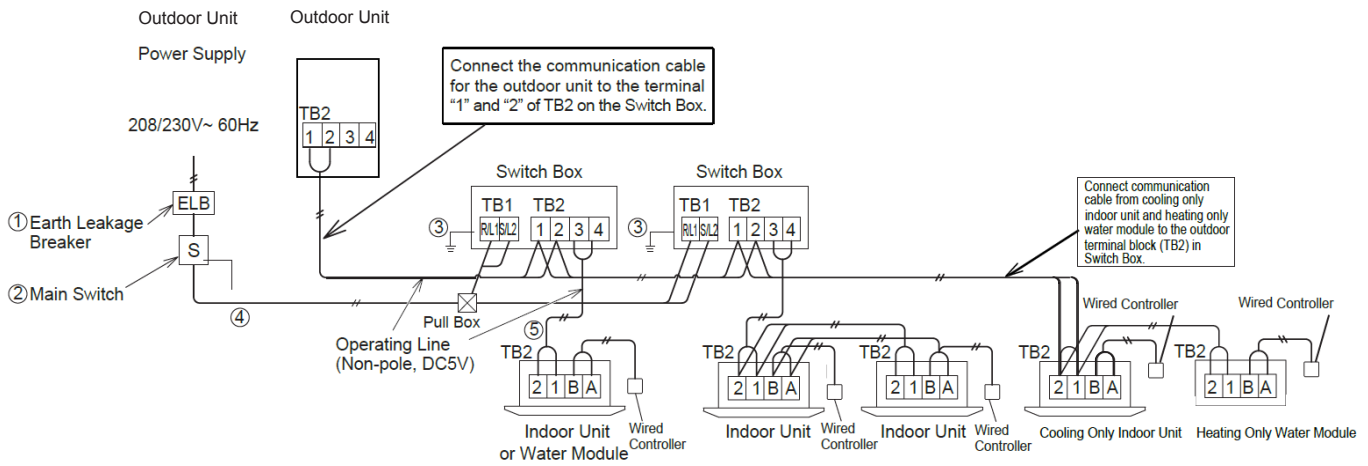 Outdoor Unit
Power Supply
208/230V~ 60Hz
ELB
① Earth Leakage
Breaker
S
② Main Switch
④
Outdoor Unit
TB2
1 2 3 4
Connect the communication cable
for the outdoor unit to the terminal
“1” and “2” of TB2 on the Switch Box.
Switch Box
TB1 TB2
③
R/L1 S/L2 1 2 3 4
Switch Box
TB1 TB2
③
R/L1 S/L2 1 2 3 4
Connect communication
cable from cooling only
indoor unit and heating only
water module to the outdoor
terminal block (TB2) in
Switch Box.
Pull Box
Operating Line
(Non-pole, DC5V)
⑤
TB2
2 1 B A
Wired
Controller
Indoor Unit
or Water Module
TB2
2 1 B A
Wired
Controller
Indoor Unit
TB2
2 1 B A
Wired
Controller
Indoor Unit
Wired Controller
TB2
2 1 B A
Cooling Only Indoor Unit
Wired Controller
TB2
2 1 B A
Heating Only Water Module